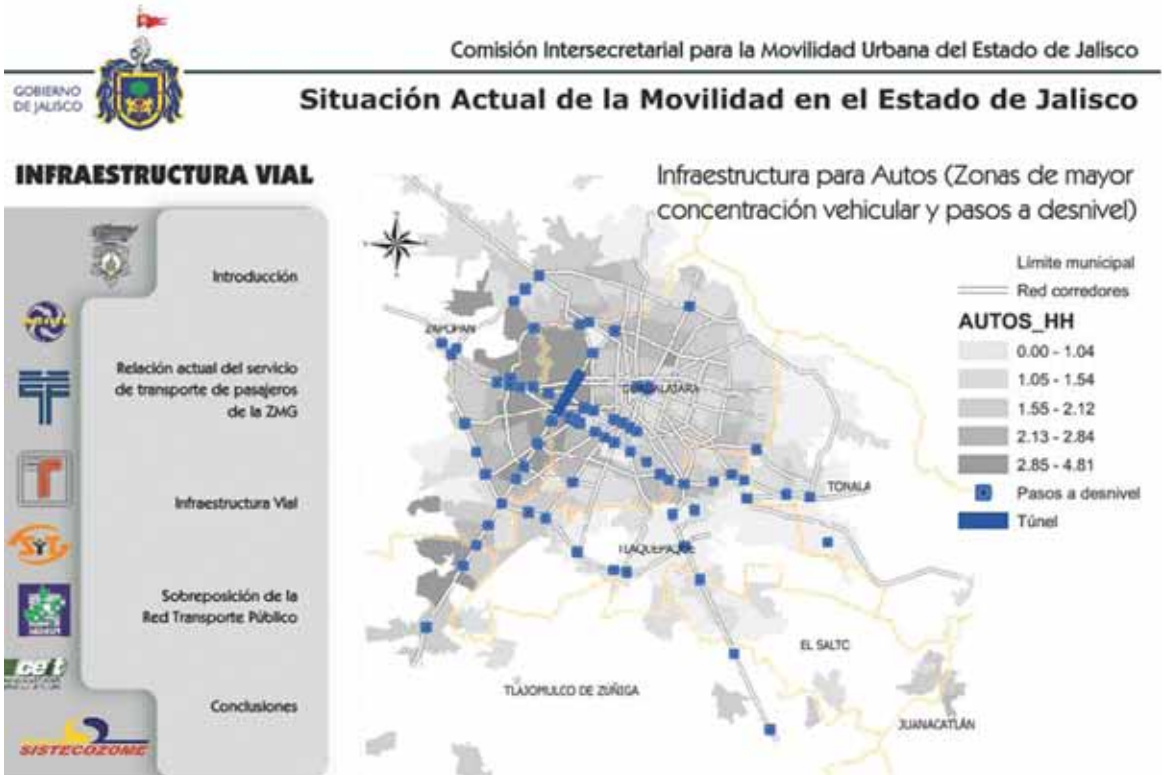 Comisión Intersecretarial para la Movilidad Urbana del Estado de Jalisco
GOBIERNO
DE JALISCO
Situación Actual de la Movilidad en el Estado de Jalisco
INFRAESTRUCTURA VIAL
Infraestructura para Autos (Zonas de mayor
concentración vehicular y pasos a desnivel)
Introducción
Relación actual del servicio
de transporte de pasajeros
de la ZMG
Infraestructura Vial
Sobreposición de la
Red Transporte Público
Conclusiones
ceit
SISTECOZOME
Límite municipal
Red corredores
AUTOS_HH
0.00 - 1.04
1.05 - 1.54
1.55 - 2.12
2.13 - 2.84
2.85 - 4.81
Pasos a desnivel
Túnel
ZAPOPAN
GUADALAJARA
TONALA
TLAQUEPAQUE
EL SALTO
TLAJOMULCO DE ZÚÑIGA
JUANACATLÁN